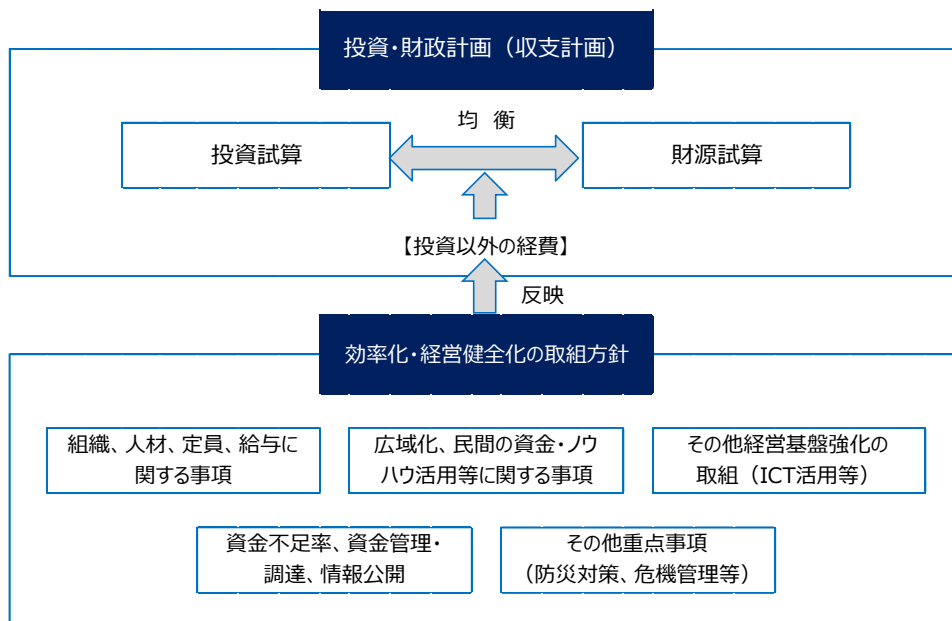 投資・財政計画（収支計画）
均 衡
投資試算
財源試算
【投資以外の経費】
反映
効率化・経営健全化の取組方針
組織、人材、定員、給与に
関する事項
広域化、民間の資金・ノウ
ハウ活用等に関する事項
その他経営基盤強化の
取組（ICT活用等）
資金不足率、資金管理・
調達、情報公開
その他重点事項
（防災対策、危機管理等）